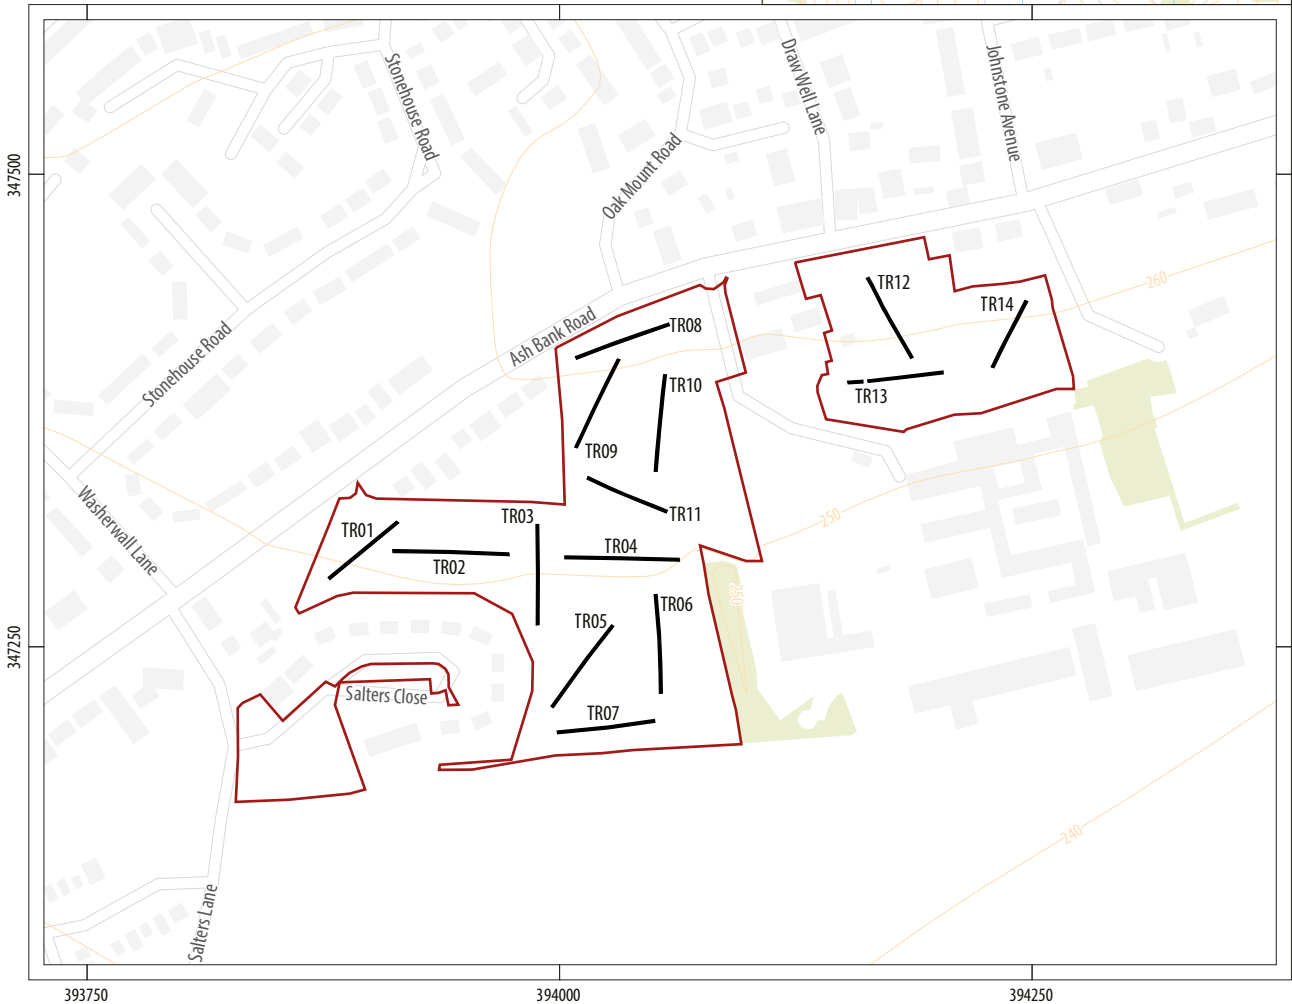 Stonehouse Road
Draw Well Lane
Johnstone Avenue
347500
Oak Mount Road
TR12
260
TR14
Ash Bank Road
TR08
Stonehouse Road
TR10
TR13
TR09
Washerwall Lane
TR01
TR03
TR11
250
TR02
TR04
250
TR06
TR05
347250
Salters Close
TR07
240
Salters Lane
393750
394000
394250